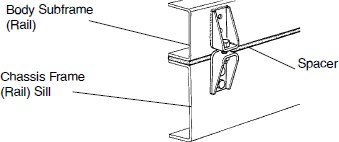 Body Subframe
(Rail)
Spacer
Chassis Frame
(Rail) Sill